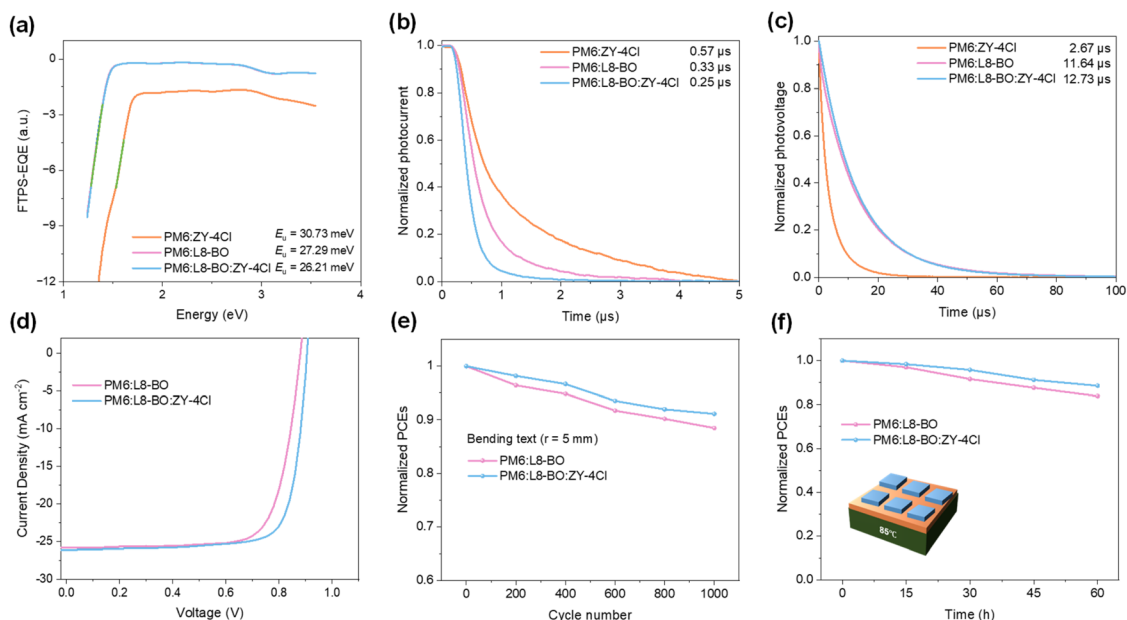 (a)
FTPS-EQE (a.u.)
0
−3
−6
−9
−12
PM6:ZY-4Cl Eu = 30.73 meV
PM6:L8-BO Eu = 27.29 meV
PM6:L8-BO:ZY-4Cl Eu = 26.21 meV
1 2 3 4
Energy (eV)
(b)
Normalized photocurrent
1.0
0.8
0.6
0.4
0.2
0.0
PM6:ZY-4Cl 0.57 µs
PM6:L8-BO 0.33 µs
PM6:L8-BO:ZY-4Cl 0.25 µs
0 1 2 3 4 5
Time (µs)
(c)
Normalized photovoltage
1.0
0.8
0.6
0.4
0.2
0.0
PM6:ZY-4Cl 2.67 µs
PM6:L8-BO 11.64 µs
PM6:L8-BO:ZY-4Cl 12.73 µs
0 20 40 60 80 100
Time (µs)
(d)
Current Density (mA cm⁻²)
0
-5
-10
-15
-20
-25
-30
PM6:L8-BO
PM6:L8-BO:ZY-4Cl
0.0 0.2 0.4 0.6 0.8 1.0
Voltage (V)
(e)
Normalized PCEs
1.0
0.9
0.8
0.7
0.6
Bending text (r = 5 mm)
PM6:L8-BO
PM6:L8-BO:ZY-4Cl
0 200 400 600 800 1000
Cycle number
(f)
Normalized PCEs
1.0
0.8
0.6
0.4
0.2
0.0
PM6:L8-BO
PM6:L8-BO:ZY-4Cl
85℃
0 15 30 45 60
Time (h)